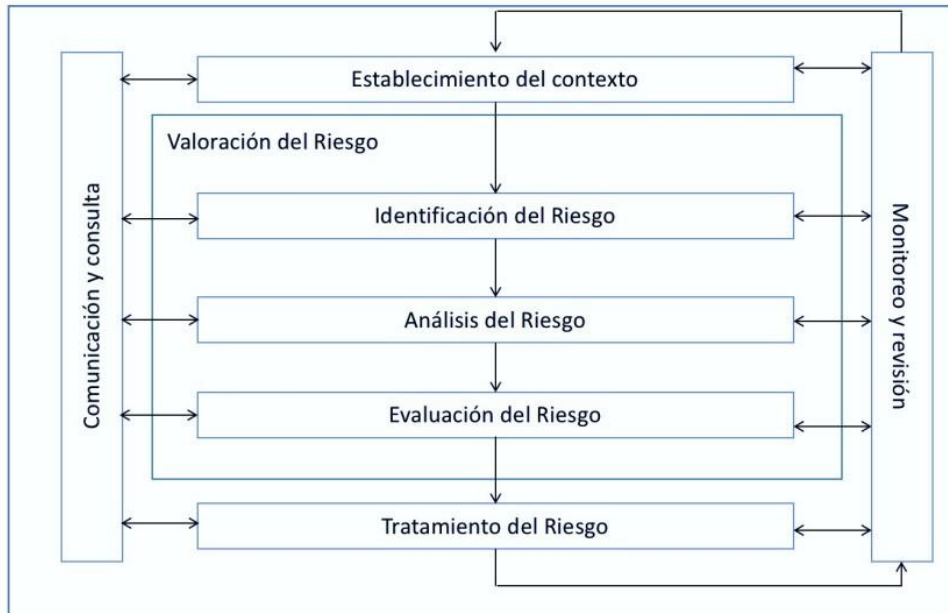 Establecimiento del contexto
Valoración del Riesgo
Identificación del Riesgo
Análisis del Riesgo
Evaluación del Riesgo
Tratamiento del Riesgo
Comunicación y consulta
Monitoreo y revisión